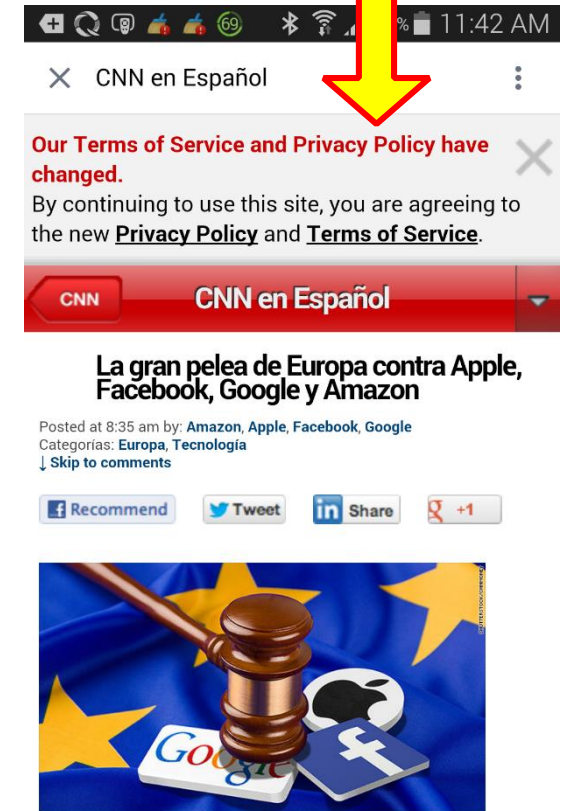 69 % 11:42 AM
CNN en Español
Our Terms of Service and Privacy Policy have
changed.
By continuing to use this site, you are agreeing to
the new Privacy Policy and Terms of Service.
CNN CNN en Español
La gran pelea de Europa contra Apple,
Facebook, Google y Amazon
Posted at 8:35 am by: Amazon, Apple, Facebook, Google
Categorías: Europa, Tecnología
↓ Skip to comments
f Recommend Tweet in Share g +1
Google f